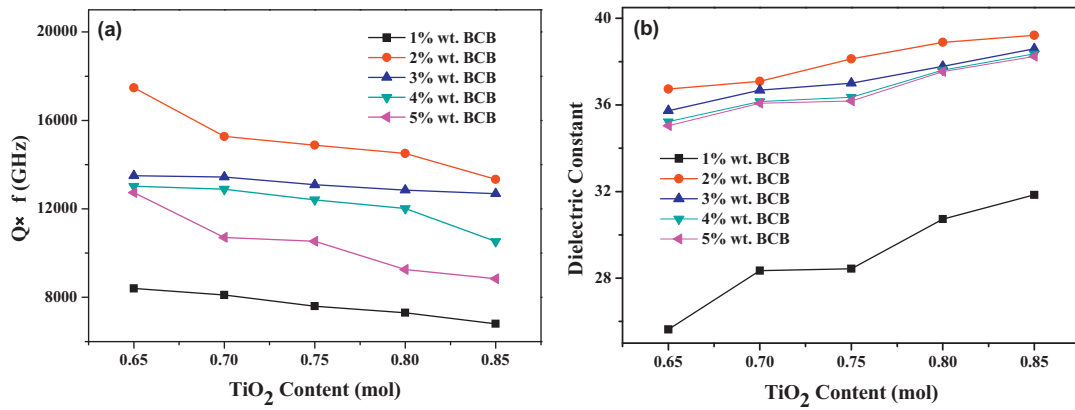 (a)
1% wt. BCB
2% wt. BCB
3% wt. BCB
4% wt. BCB
5% wt. BCB
20000
16000
12000
8000
Q× f (GHz)
0.65 0.70 0.75 0.80 0.85
TiO2 Content (mol)
(b)
1% wt. BCB
2% wt. BCB
3% wt. BCB
4% wt. BCB
5% wt. BCB
40
36
32
28
Dielectric Constant
0.65 0.70 0.75 0.80 0.85
TiO2 Content (mol)